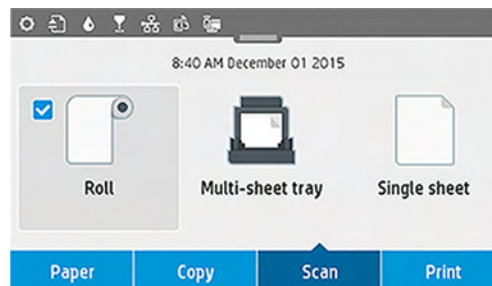 8:40 AM December 01 2015
Roll
Multi-sheet tray
Single sheet
Paper
Copy
Scan
Print